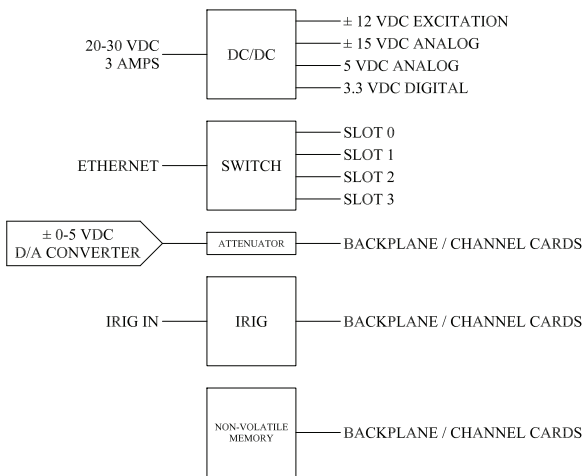 20-30 VDC
3 AMPS
DC/DC
± 12 VDC EXCITATION
± 15 VDC ANALOG
5 VDC ANALOG
3.3 VDC DIGITAL
ETHERNET
SWITCH
SLOT 0
SLOT 1
SLOT 2
SLOT 3
± 0-5 VDC
D/A CONVERTER
ATTENUATOR
BACKPLANE / CHANNEL CARDS
IRIG IN
IRIG
BACKPLANE / CHANNEL CARDS
NON-VOLATILE
MEMORY
BACKPLANE / CHANNEL CARDS